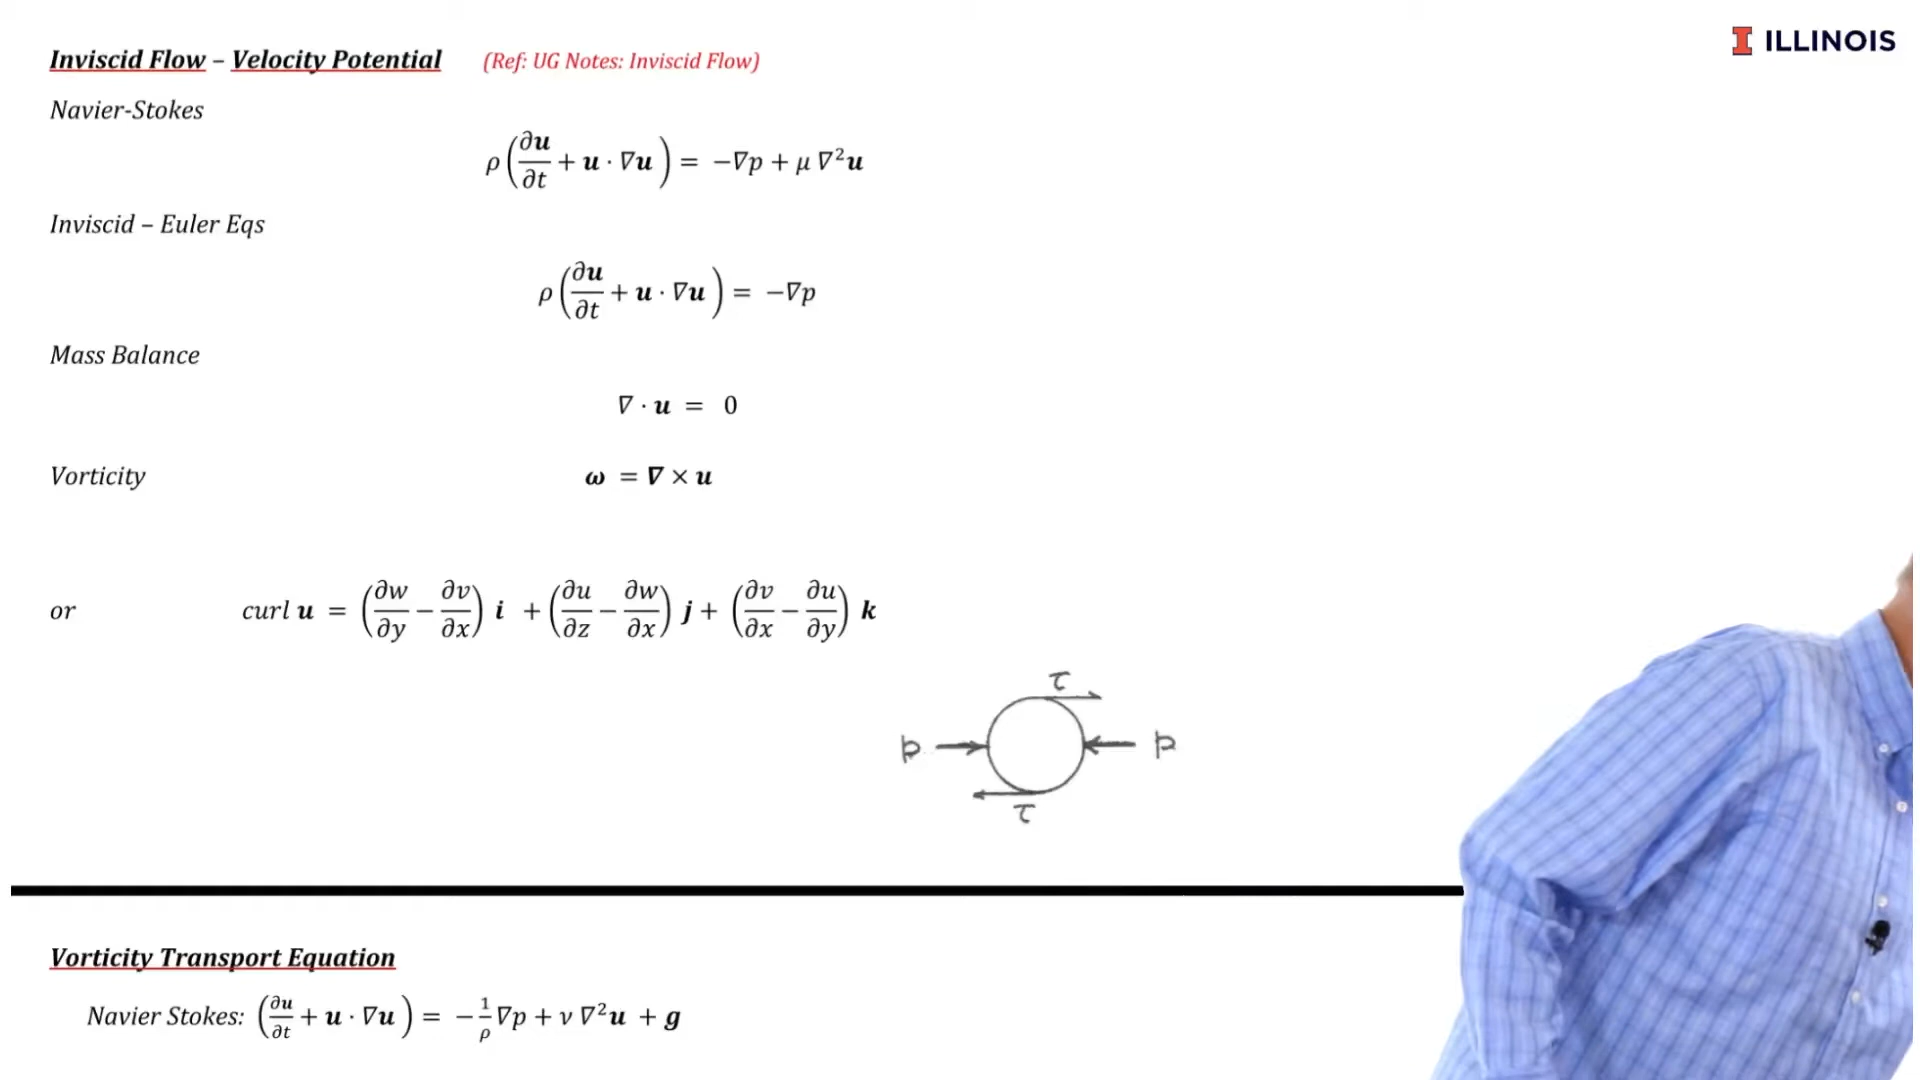 Inviscid Flow – Velocity Potential (Ref: UG Notes: Inviscid Flow)
ILLINOIS
Navier-Stokes
ρ(∂u/∂t + u · ∇u) = −∇p + μ ∇²u
Inviscid – Euler Eqs
ρ(∂u/∂t + u · ∇u) = −∇p
Mass Balance
∇ · u = 0
Vorticity ω = ∇ × u
or curl u = (∂w/∂y − ∂v/∂x) i + (∂u/∂z − ∂w/∂x) j + (∂v/∂x − ∂u/∂y) k
τ
p p
τ
Vorticity Transport Equation
Navier Stokes: (∂u/∂t + u · ∇u) = −1/ρ ∇p + ν ∇²u + g